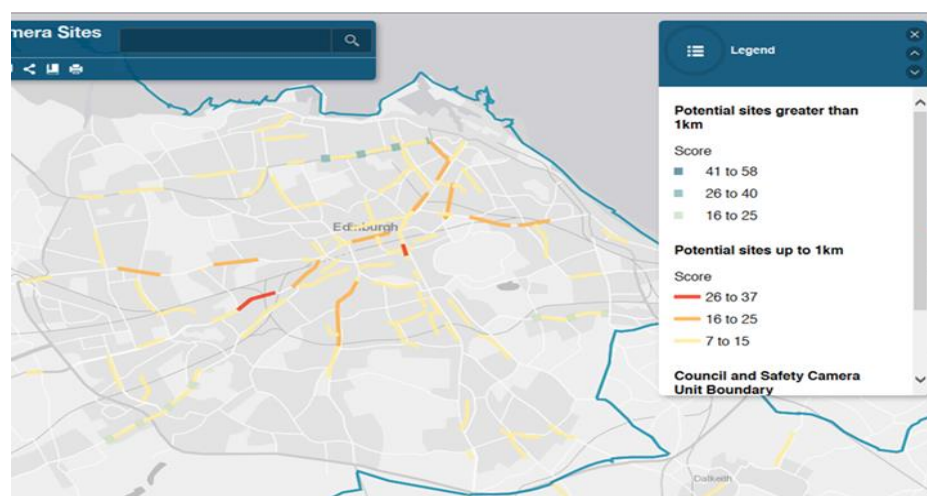 mera Sites
Legend
Potential sites greater than
1km
Score
41 to 58
26 to 40
16 to 25
Potential sites up to 1km
Score
26 to 37
16 to 25
7 to 15
Council and Safety Camera
Unit Boundary
Edinburgh
Dalkeith